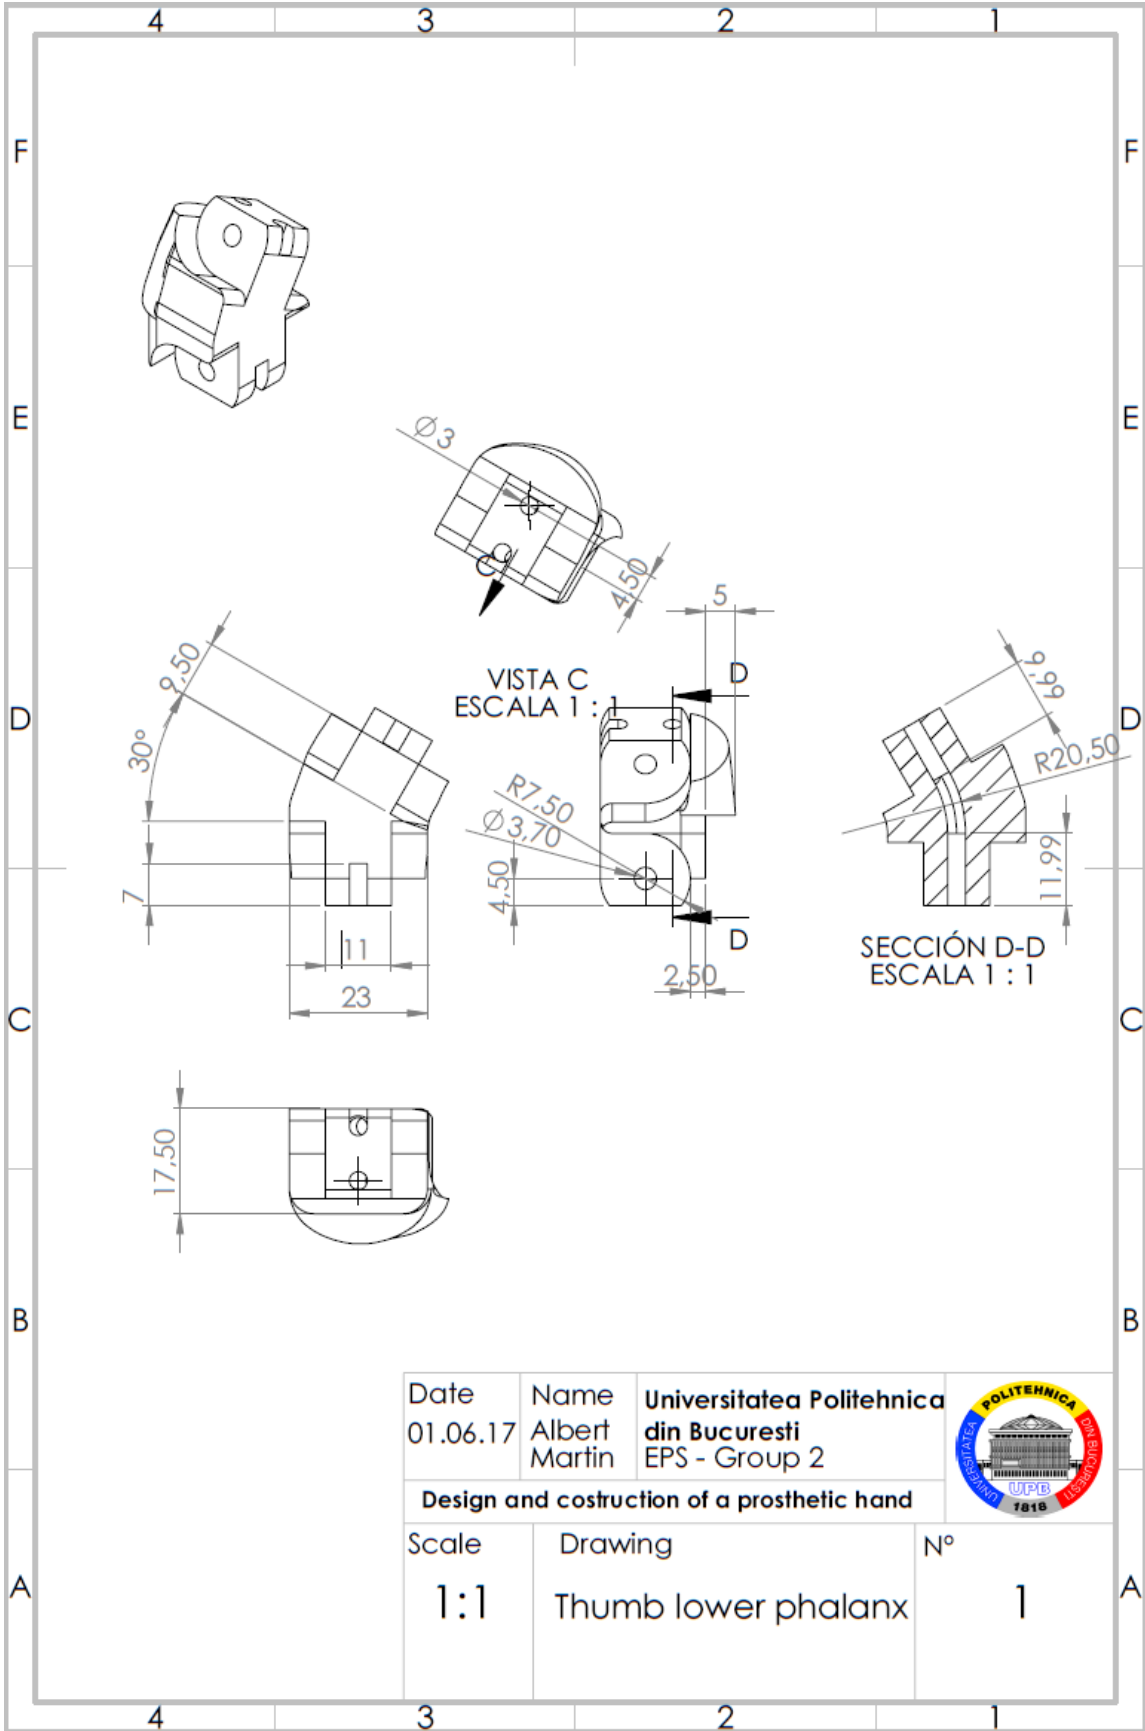 4 3 2 1
F F
E E
Ø3
C
4,50
5
VISTA C
ESCALA 1 : 1
D
9,50
30°
7
11
23
R7,50
Ø3,70
4,50
2,50
D
9,99
R20,50
11,99
SECCIÓN D-D
ESCALA 1 : 1
D D
C C
17,50
B B
Date
01.06.17
Name
Albert
Martin
Universitatea Politehnica
din Bucuresti
EPS - Group 2
POLITEHNICA
DIN BUCURESTI
UNIVERSITATEA
UPB
1818
Design and costruction of a prosthetic hand
Scale
1:1
Drawing
Thumb lower phalanx
Nº
1
A A
4 3 2 1